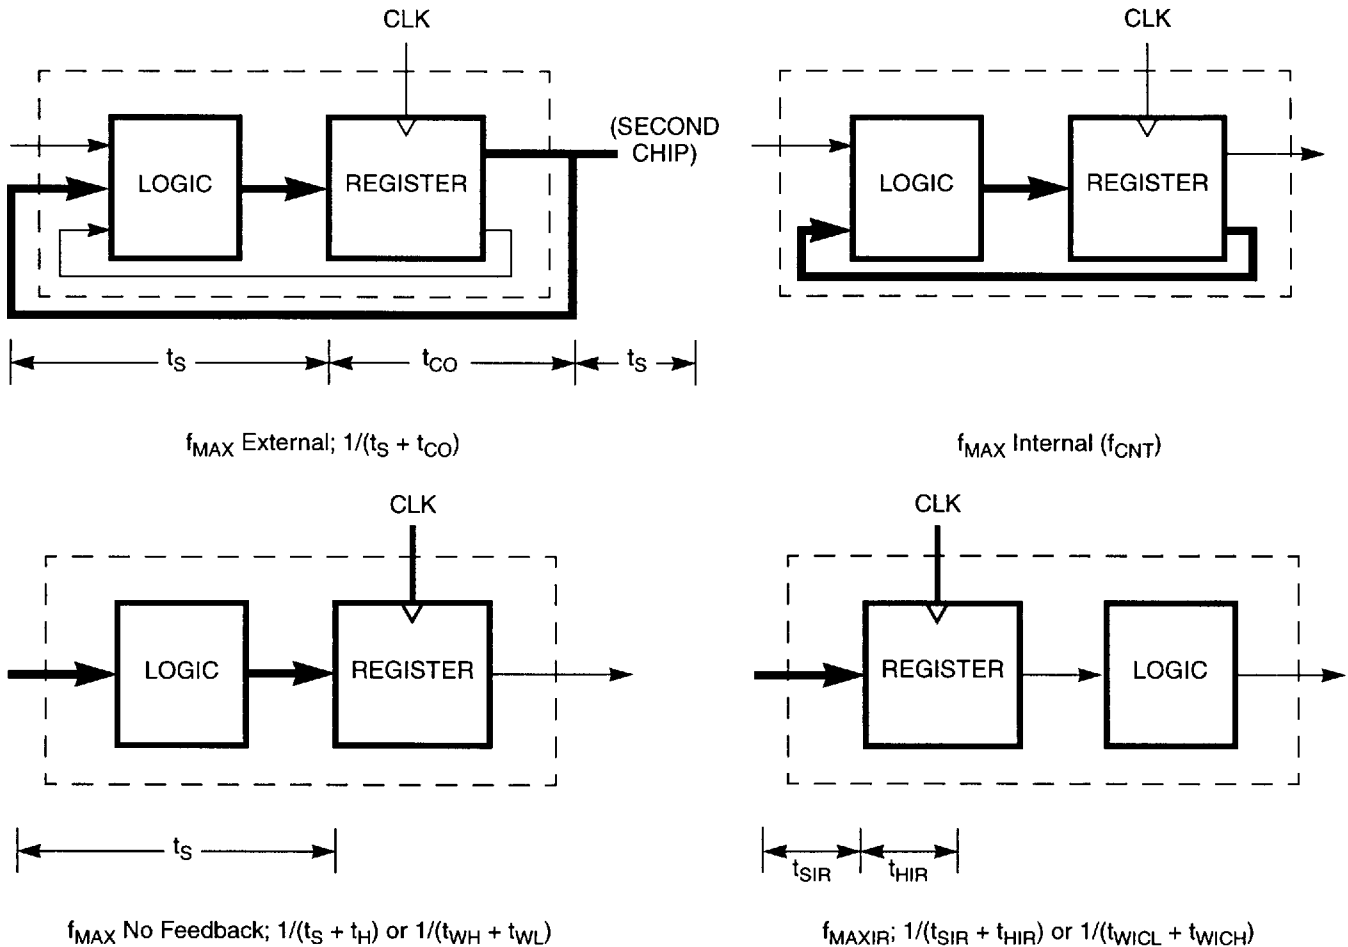 CLK
(SECOND
CHIP)
LOGIC
REGISTER
tS
tCO
tS
fMAX External; 1/(tS + tCO)
CLK
LOGIC
REGISTER
fMAX Internal (fCNT)
CLK
LOGIC
REGISTER
tS
fMAX No Feedback; 1/(tS + tH) or 1/(tWH + tWL)
CLK
REGISTER
LOGIC
tSIR
tHIR
fMAXIR; 1/(tSIR + tHIR) or 1/(tWICL + tWICH)